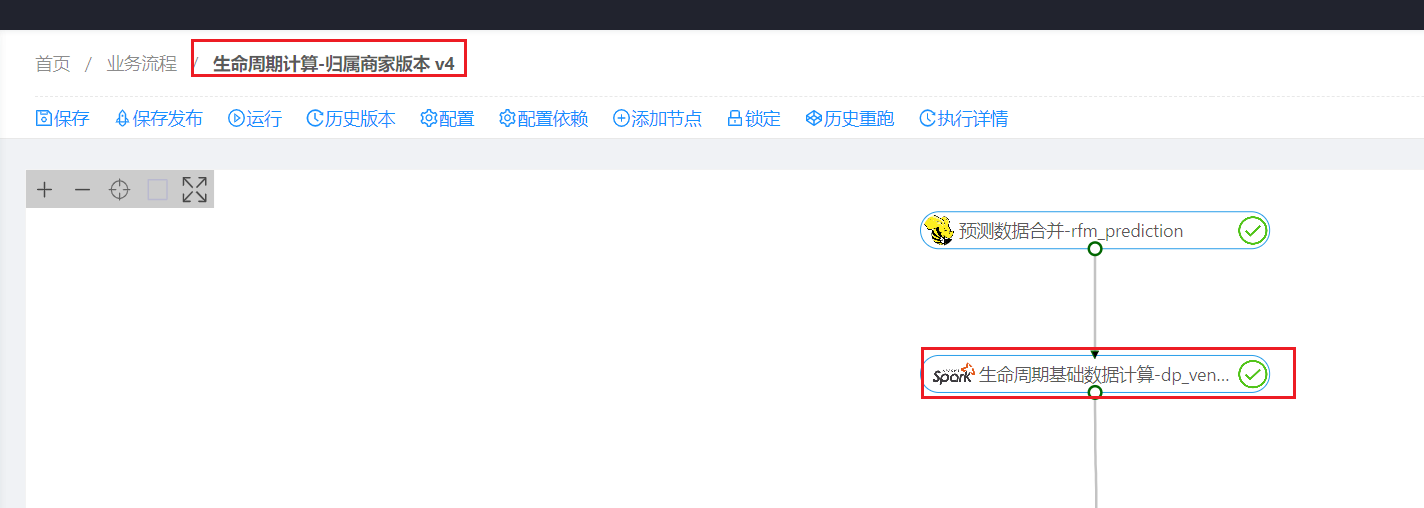 首页 / 业务流程 / 生命周期计算-归属商家版本 v4
保存 保存发布 运行 历史版本 配置 配置依赖 添加节点 锁定 历史重跑 执行详情
预测数据合并-rfm_prediction
Spark 生命周期基础数据计算-dp_ven...